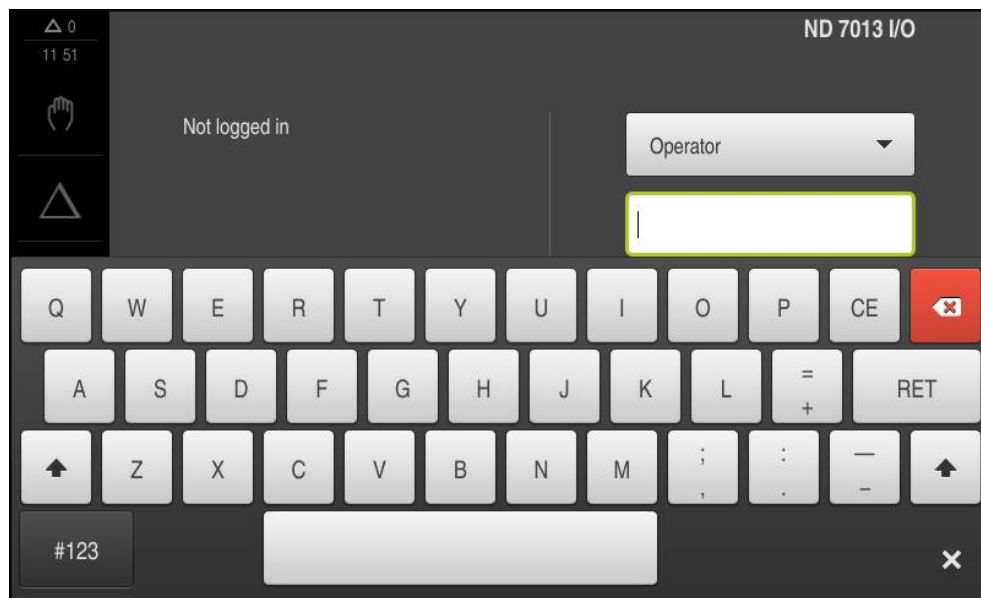 0
ND 7013 I/O
11 51
Not logged in
Operator
Q W E R T Y U I O P CE
A S D F G H J K L = + RET
Z X C V B N M ; , : . — –
#123